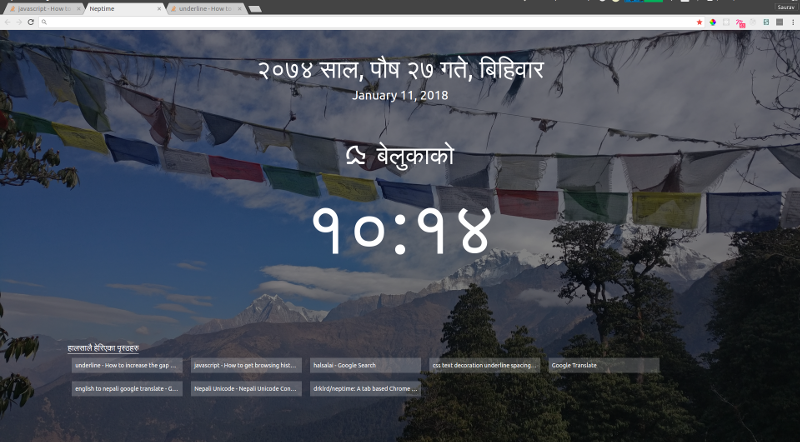 javascript - How to
Neptime
underline - How to
Saurav
२०७४ साल, पौष २७ गते, बिहिवार
January 11, 2018
बेलुकाको
१०:१४
हालसालै हेरिएका पृस्ठहरु
underline - How to increase the gap ...
javascript - How to get browsing hist...
halsalai - Google Search
css text decoration underline spacing...
Google Translate
english to nepali google translate - G...
Nepali Unicode - Nepali Unicode Con...
drklrd/neptime: A tab based Chrome ...